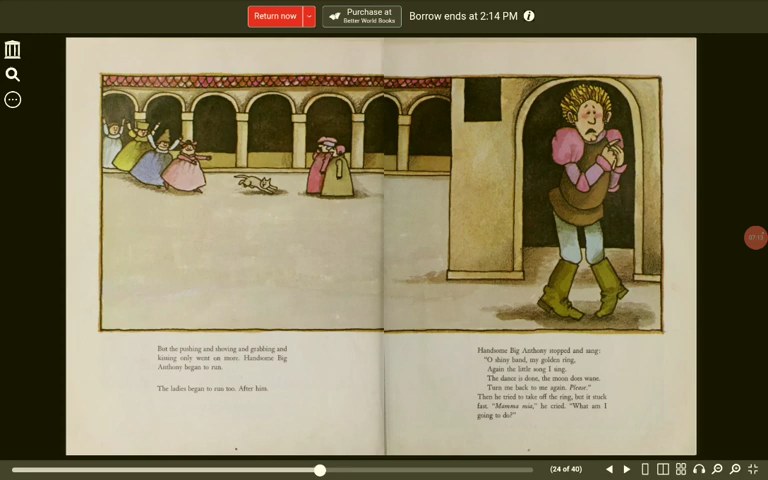 Return now
Purchase at
Better World Books
Borrow ends at 2:14 PM
But the pushing and shoving and grabbing and
kissing only went on more. Handsome Big
Anthony began to run.
The ladies began to run too. After him.
Handsome Big Anthony stopped and sang:
"O shiny band, my golden ring,
Again the little song I sing.
The dance is done, the moon does wane.
Turn me back to me again. Please."
Then he tried to take off the ring, but it stuck
fast. "Mamma mia," he cried. "What am I
going to do?"
07:13
(24 of 40)